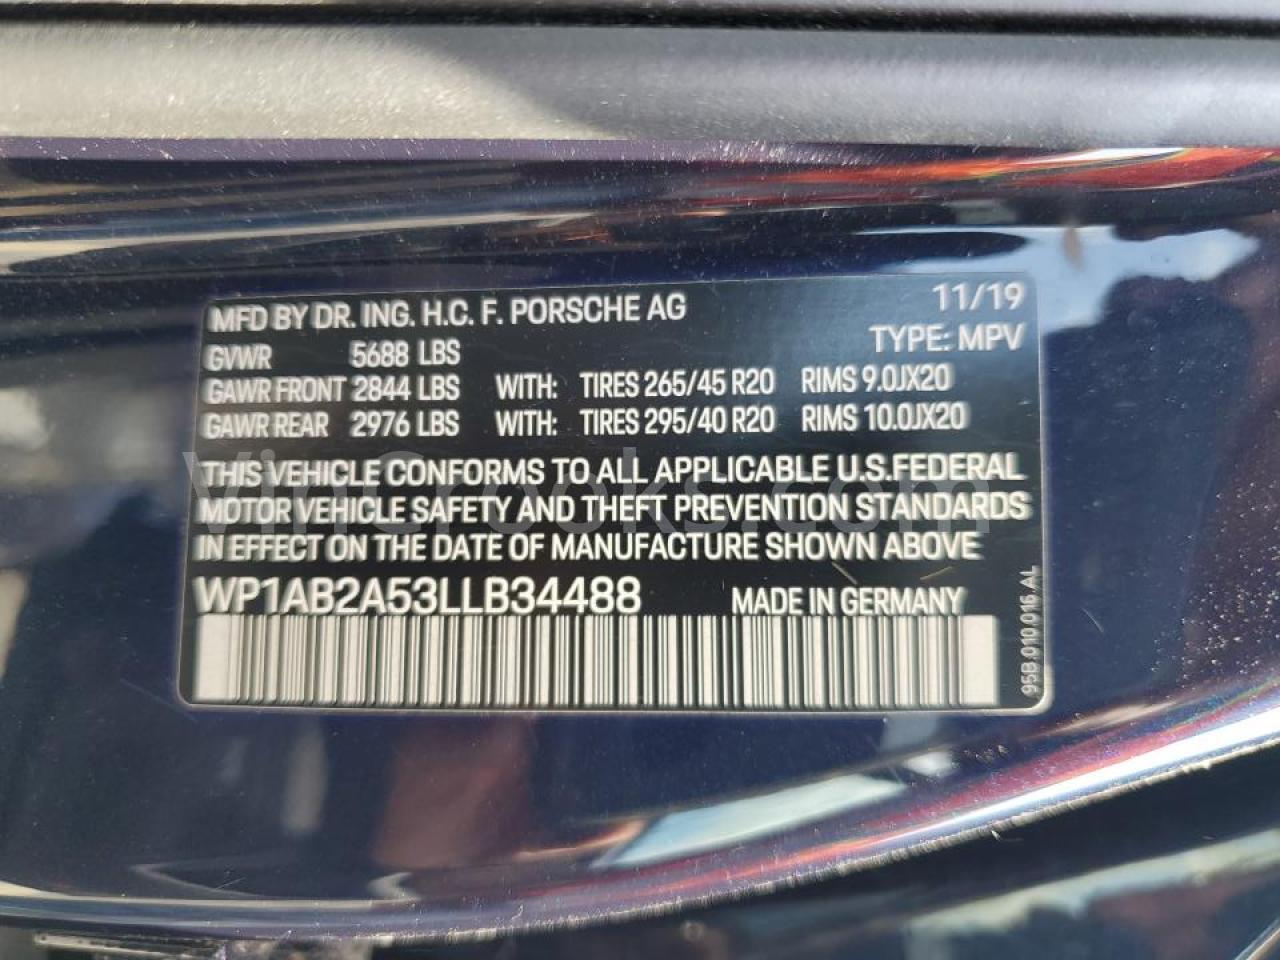 MFD BY DR. ING. H.C. F. PORSCHE AG 11/19
TYPE: MPV
GVWR 5688 LBS
GAWR FRONT 2844 LBS WITH: TIRES 265/45 R20 RIMS 9.0JX20
GAWR REAR 2976 LBS WITH: TIRES 295/40 R20 RIMS 10.0JX20
THIS VEHICLE CONFORMS TO ALL APPLICABLE U.S.FEDERAL
MOTOR VEHICLE SAFETY AND THEFT PREVENTION STANDARDS
IN EFFECT ON THE DATE OF MANUFACTURE SHOWN ABOVE
WP1AB2A53LLB34488 MADE IN GERMANY
95B.010.016 AL
VinCrooks.com